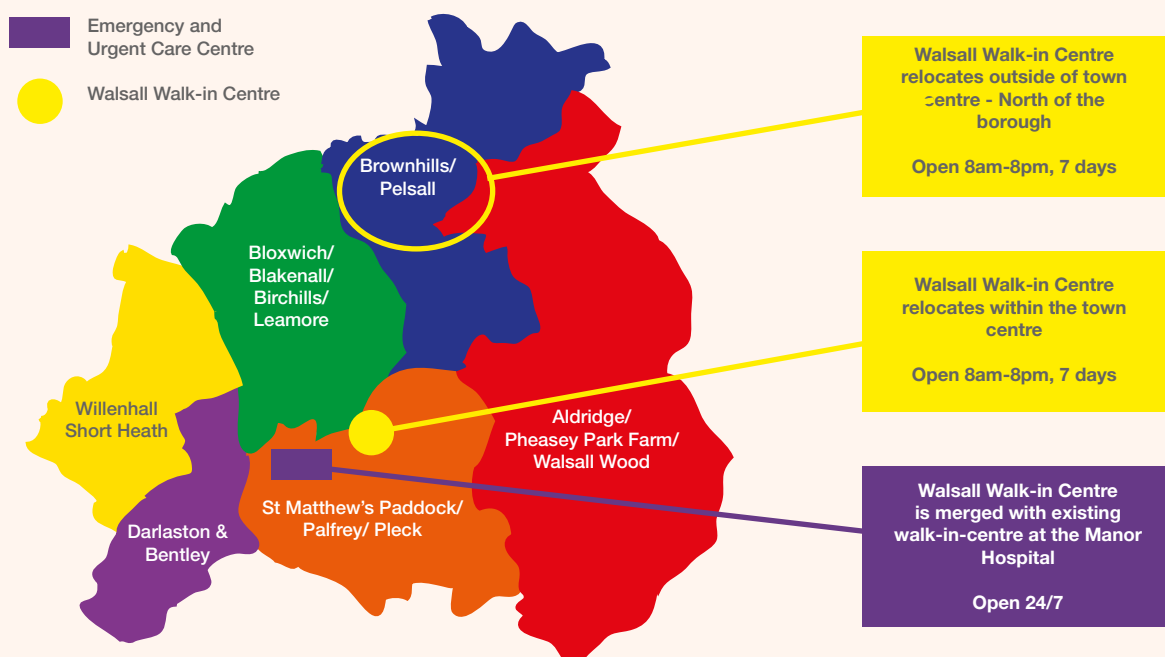 Emergency and
Urgent Care Centre
Walsall Walk-in Centre
Brownhills/
Pelsall
Bloxwich/
Blakenall/
Birchills/
Leamore
Willenhall
Short Heath
Darlaston &
Bentley
St Matthew's Paddock/
Palfrey/ Pleck
Aldridge/
Pheasey Park Farm/
Walsall Wood
Walsall Walk-in Centre
relocates outside of town
centre - North of the
borough
Open 8am-8pm, 7 days
Walsall Walk-in Centre
relocates within the town
centre
Open 8am-8pm, 7 days
Walsall Walk-in Centre
is merged with existing
walk-in-centre at the Manor
Hospital
Open 24/7